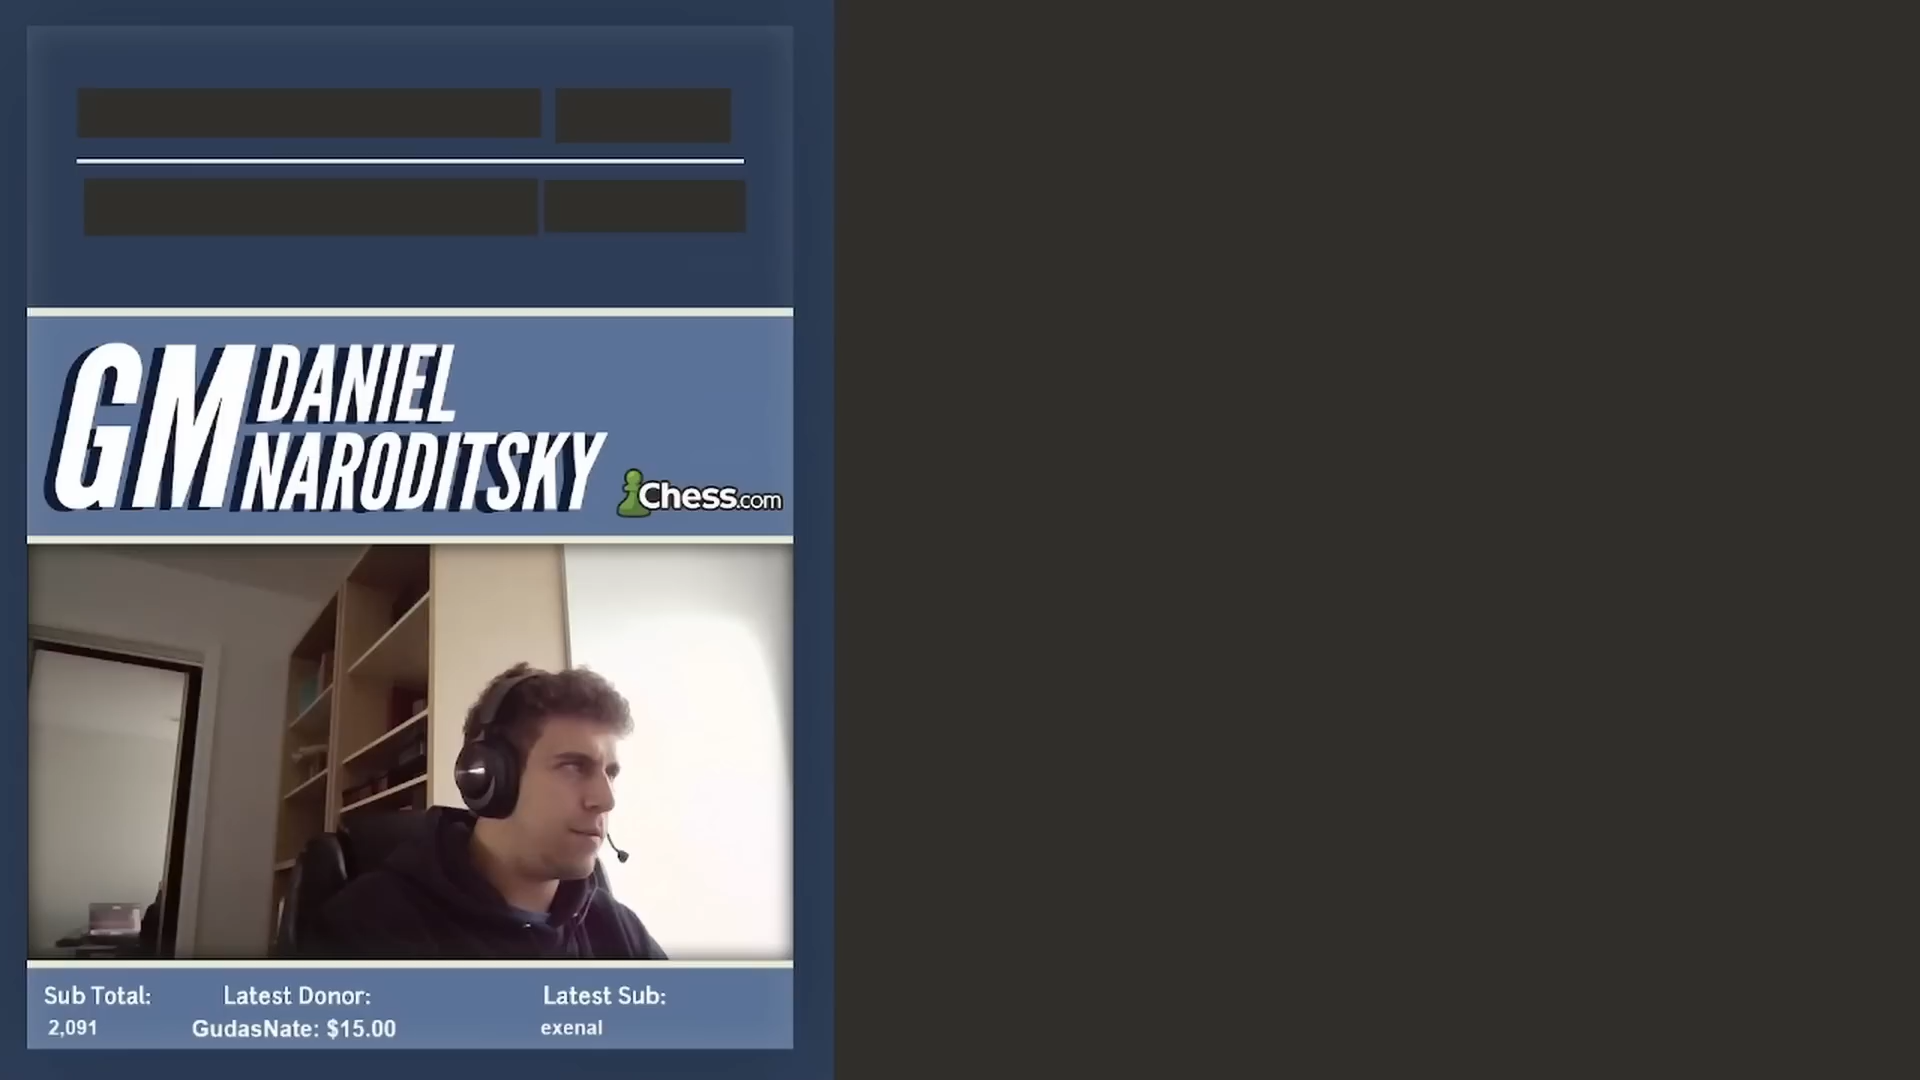 GM DANIEL
NARODITSKY
Chess.com
Sub Total: Latest Donor: Latest Sub:
2,091 GudasNate: $15.00 exenal